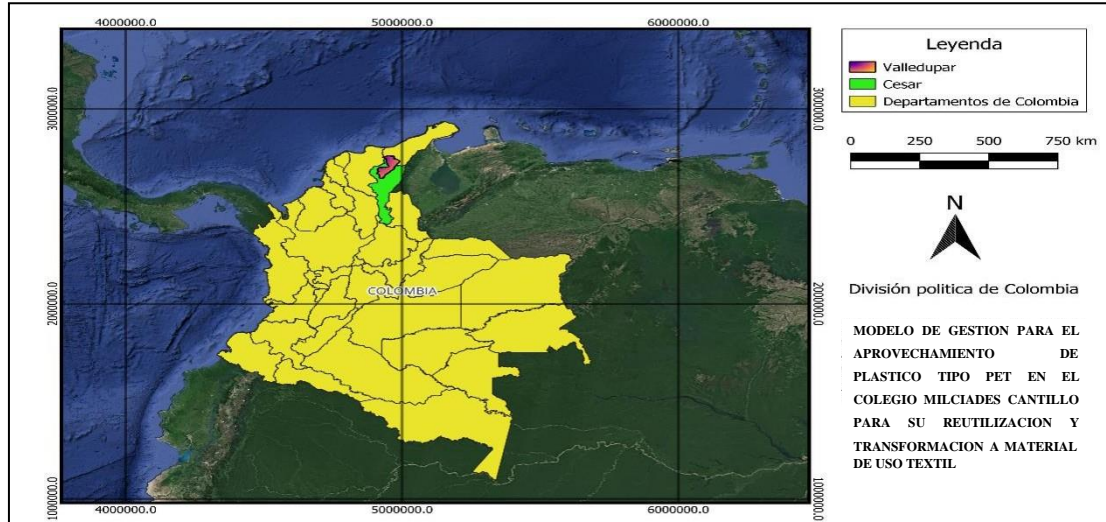 4000000.0 5000000.0 6000000.0
3000000.0 3000000.0
2000000.0 2000000.0
1000000.0 1000000.0
COLOMBIA
4000000.0 5000000.0 6000000.0
Leyenda
Valledupar
Cesar
Departamentos de Colombia
0 250 500 750 km
N
División politica de Colombia
MODELO DE GESTION PARA EL
APROVECHAMIENTO DE
PLASTICO TIPO PET EN EL
COLEGIO MILCIADES CANTILLO
PARA SU REUTILIZACION Y
TRANSFORMACION A MATERIAL
DE USO TEXTIL